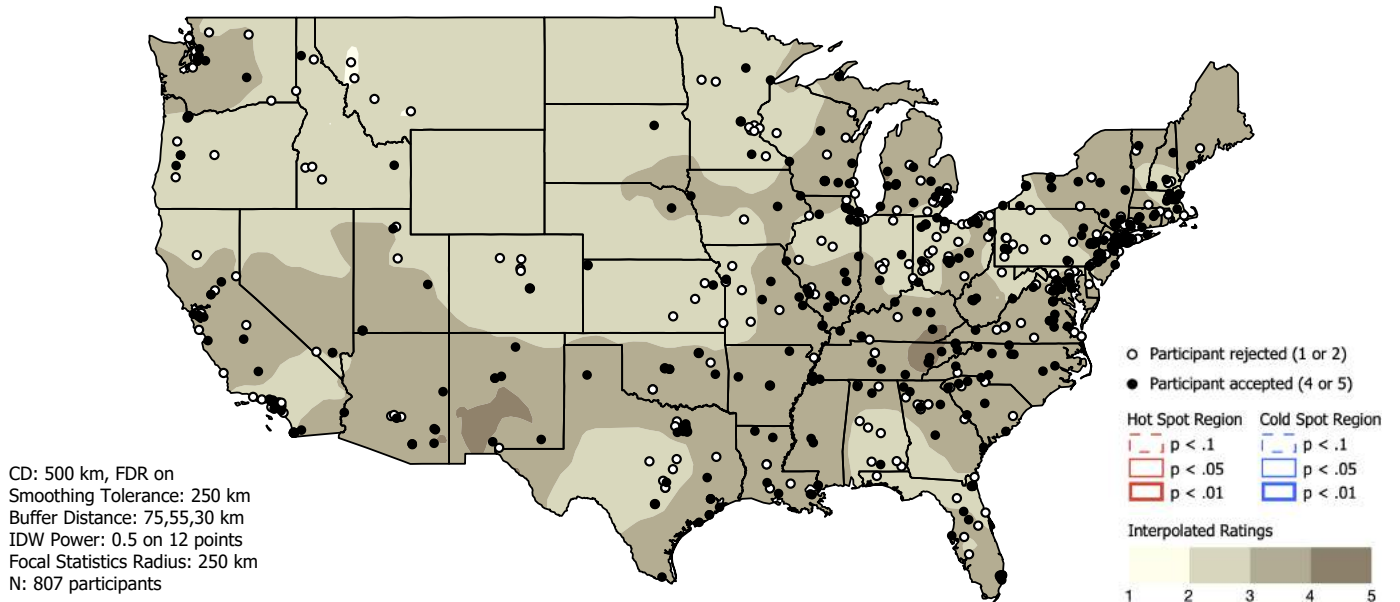 CD: 500 km, FDR on
Smoothing Tolerance: 250 km
Buffer Distance: 75,55,30 km
IDW Power: 0.5 on 12 points
Focal Statistics Radius: 250 km
N: 807 participants
Participant rejected (1 or 2)
Participant accepted (4 or 5)
Hot Spot Region Cold Spot Region
p < .1 p < .1
p < .05 p < .05
p < .01 p < .01
Interpolated Ratings
1 2 3 4 5